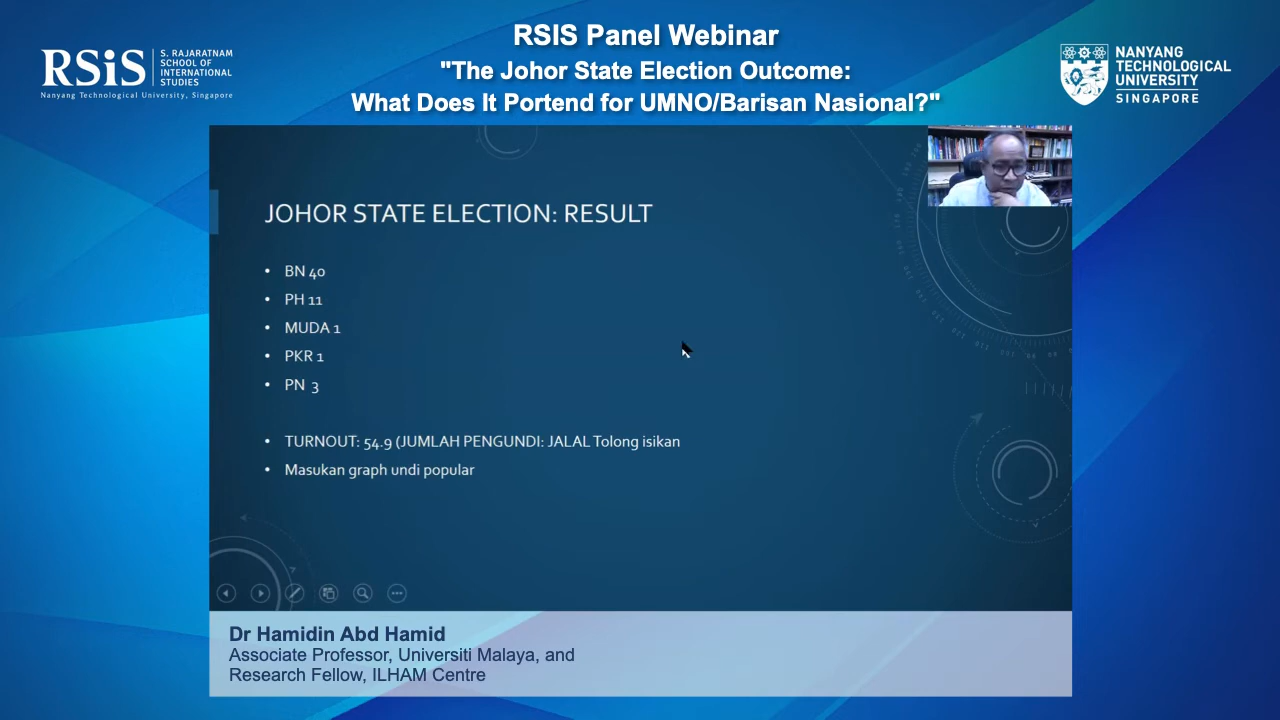 RSiS
S. RAJARATNAM
SCHOOL OF
INTERNATIONAL
STUDIES
Nanyang Technological University, Singapore
RSIS Panel Webinar
"The Johor State Election Outcome:
What Does It Portend for UMNO/Barisan Nasional?"
NANYANG
TECHNOLOGICAL
UNIVERSITY
SINGAPORE
JOHOR STATE ELECTION: RESULT
• BN 40
• PH 11
• MUDA 1
• PKR 1
• PN 3
• TURNOUT: 54.9 (JUMLAH PENGUNDI: JALAL Tolong isikan
• Masukan graph undi popular
Dr Hamidin Abd Hamid
Associate Professor, Universiti Malaya, and
Research Fellow, ILHAM Centre